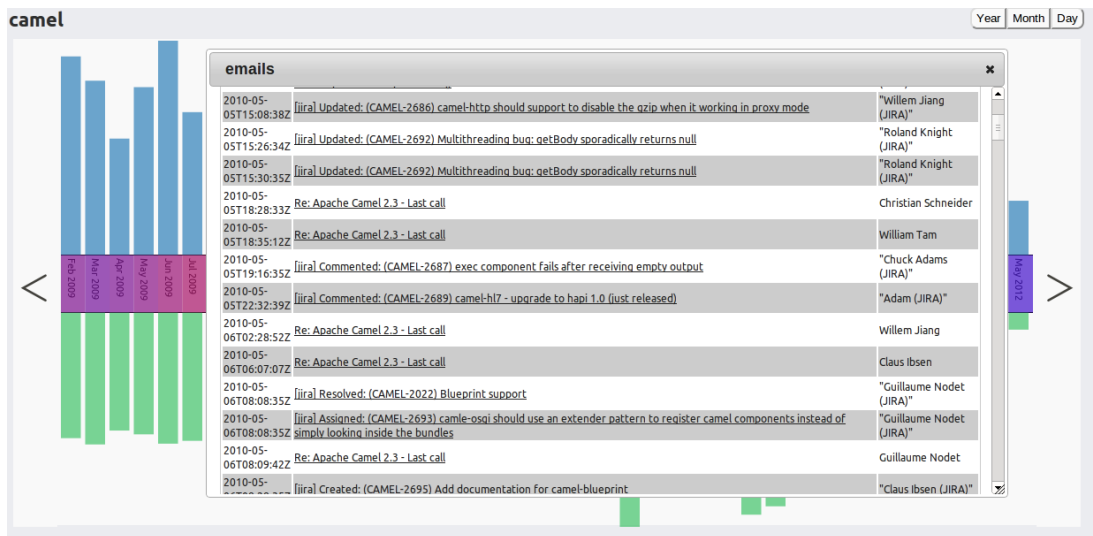 camel
Year Month Day
emails
2010-05-
05T15:08:38Z
[jira] Updated: (CAMEL-2686) camel-http should support to disable the gzip when it working in proxy mode
"Willem Jiang
(JIRA)"
2010-05-
05T15:26:34Z
[jira] Updated: (CAMEL-2692) Multithreading bug: getBody sporadically returns null
"Roland Knight
(JIRA)"
2010-05-
05T15:30:35Z
[jira] Updated: (CAMEL-2692) Multithreading bug: getBody sporadically returns null
"Roland Knight
(JIRA)"
2010-05-
05T18:28:33Z
Re: Apache Camel 2.3 - Last call
Christian Schneider
2010-05-
05T18:35:12Z
Re: Apache Camel 2.3 - Last call
William Tam
2010-05-
05T19:16:35Z
[jira] Commented: (CAMEL-2687) exec component fails after receiving empty output
"Chuck Adams
(JIRA)"
2010-05-
05T22:32:39Z
[jira] Commented: (CAMEL-2689) camel-hl7 - upgrade to hapi 1.0 (just released)
"Adam (JIRA)"
2010-05-
06T02:28:52Z
Re: Apache Camel 2.3 - Last call
Willem Jiang
2010-05-
06T06:07:07Z
Re: Apache Camel 2.3 - Last call
Claus Ibsen
2010-05-
06T08:08:35Z
[jira] Resolved: (CAMEL-2022) Blueprint support
"Guillaume Nodet
(JIRA)"
2010-05-
06T08:08:35Z
[jira] Assigned: (CAMEL-2693) camle-osgi should use an extender pattern to register camel components instead of
simply looking inside the bundles
"Guillaume Nodet
(JIRA)"
2010-05-
06T08:09:42Z
Re: Apache Camel 2.3 - Last call
Guillaume Nodet
2010-05-
[jira] Created: (CAMEL-2695) Add documentation for camel-blueprint
"Claus Ibsen (JIRA)"
Feb 2009
Mar 2009
Apr 2009
May 2009
Jun 2009
Jul 2009
May 2012